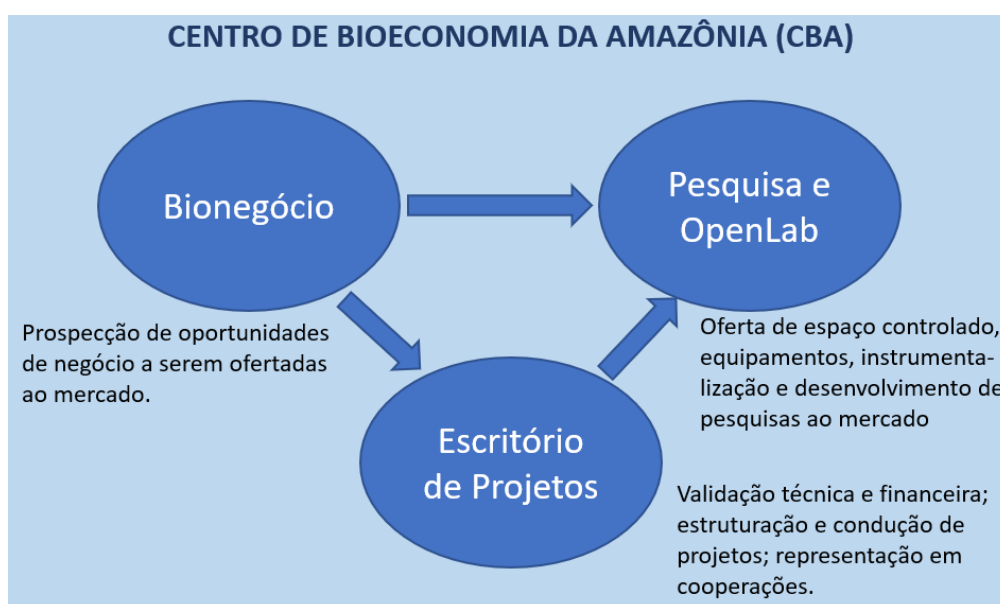 CENTRO DE BIOECONOMIA DA AMAZÔNIA (CBA)
Bionegócio
Pesquisa e
OpenLab
Prospecção de oportunidades
de negócio a serem ofertadas
ao mercado.
Oferta de espaço controlado,
equipamentos, instrumenta-
lização e desenvolvimento de
pesquisas ao mercado
Escritório
de Projetos
Validação técnica e financeira;
estruturação e condução de
projetos; representação em
cooperações.